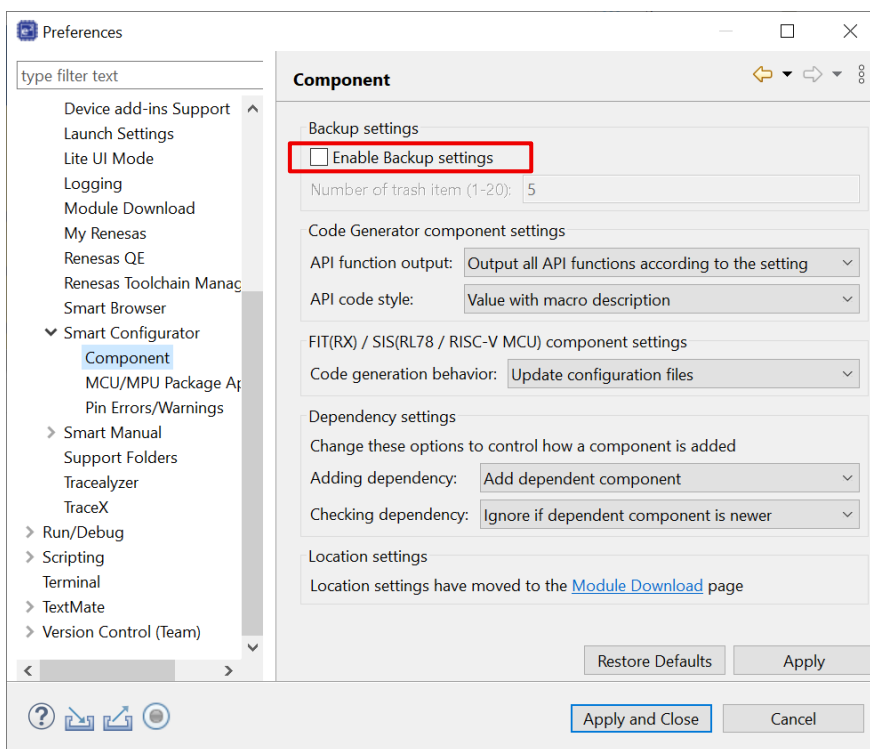 Preferences
type filter text
Device add-ins Support
Launch Settings
Lite UI Mode
Logging
Module Download
My Renesas
Renesas QE
Renesas Toolchain Manag
Smart Browser
Smart Configurator
Component
MCU/MPU Package Ap
Pin Errors/Warnings
Smart Manual
Support Folders
Tracealyzer
TraceX
Run/Debug
Scripting
Terminal
TextMate
Version Control (Team)
Component
Backup settings
Enable Backup settings
Number of trash item (1-20): 5
Code Generator component settings
API function output: Output all API functions according to the setting
API code style: Value with macro description
FIT(RX) / SIS(RL78 / RISC-V MCU) component settings
Code generation behavior: Update configuration files
Dependency settings
Change these options to control how a component is added
Adding dependency: Add dependent component
Checking dependency: Ignore if dependent component is newer
Location settings
Location settings have moved to the Module Download page
Restore Defaults Apply
Apply and Close Cancel